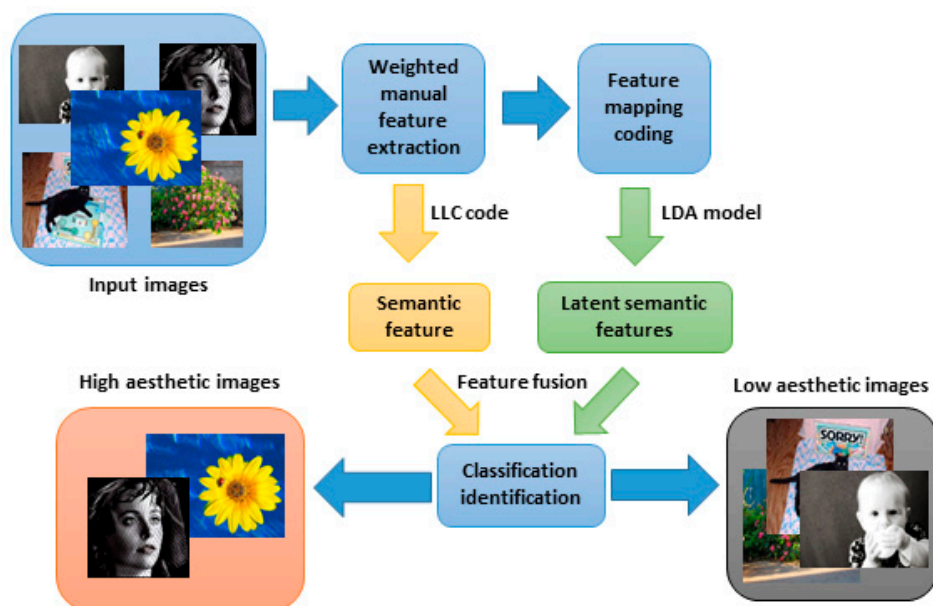 Weighted
manual
feature
extraction
Feature
mapping
coding
LLC code
LDA model
Input images
Semantic
feature
Latent semantic
features
High aesthetic images
Feature fusion
Low aesthetic images
SORRY!
Classification
identification